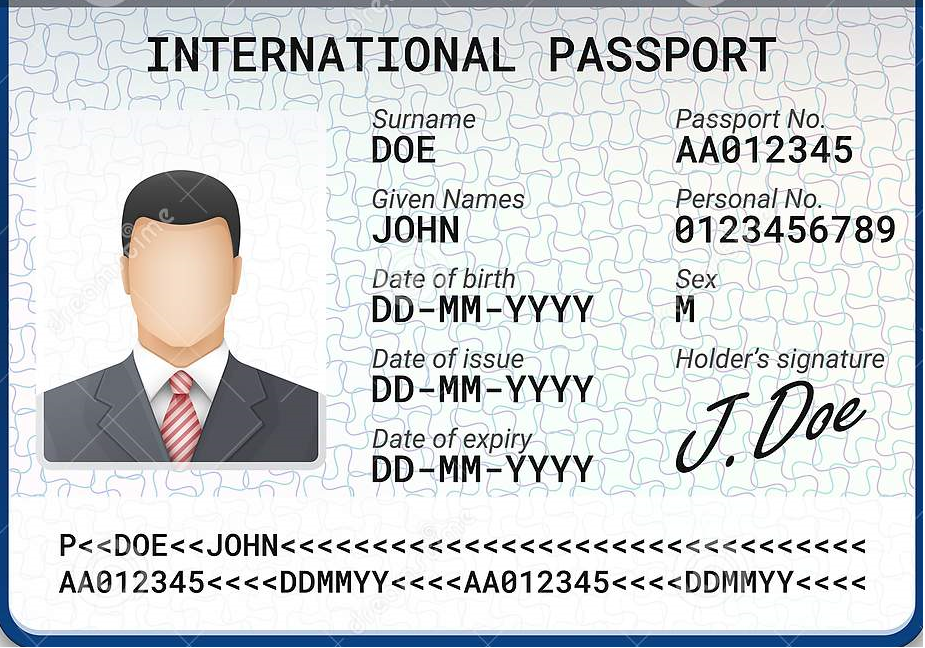 INTERNATIONAL PASSPORT
Surname
DOE
Passport No.
AA012345
Given Names
JOHN
Personal No.
0123456789
Date of birth
DD-MM-YYYY
Sex
M
Date of issue
DD-MM-YYYY
Holder's signature
J. Doe
Date of expiry
DD-MM-YYYY
P<<DOE<<JOHN<<<<<<<<<<<<<<<<<<<<<<<<<<<<<<<<
AA012345<<<<DDMMYY<<<<AA012345<<<<DDMMYY<<<<